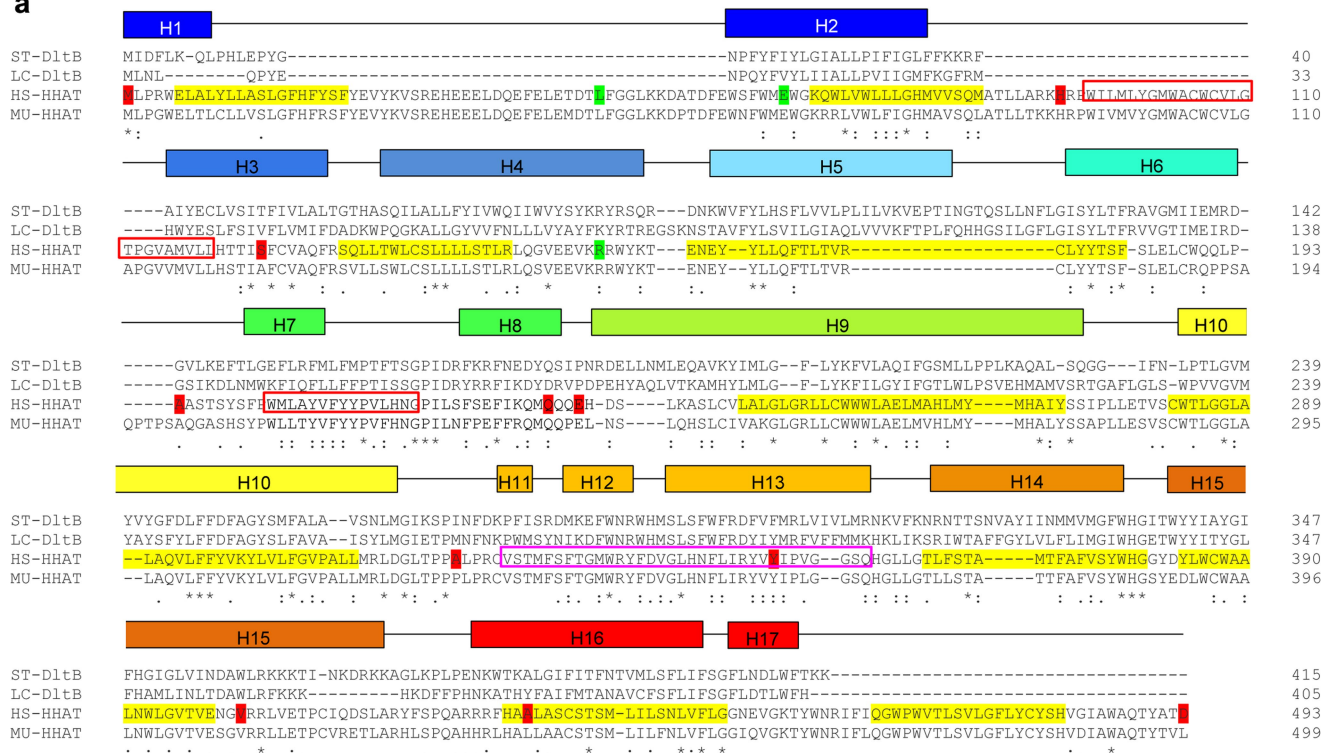 a
H1 H2
ST-DltB MIDFLK-QLPHLEPYG----------------------------------------NPFYFIYLGIALLPIFIGLFFKKRF------------------------ 40
LC-DltB MLNL-------QPYE-----------------------------------------NPQYFVYLIIALLPVIIGMFKGFRM------------------------ 33
HS-HHAT MLPRWELALYLLASLGFHFYSFYEVYKVSREHEEELDQEFELETDTLFGGLKKDATDFEWSFWMEWGKQWLVWLLLGHMVVSQMATLLARKHRPWILMLYGMWACWCVLG 110
MU-HHAT MLPGWELTLCLLVSLGFHFRSFYEVYKVSREHEEELDQEFELEMDTLFGGLKKDPTDFEWNFWMEWGKRRLVWLFIGHMAVSQLATLLTKKHRPWIVMVYGMWACWCVLG 110
*: . : : *:::* : ::
H3 H4 H5 H6
ST-DltB ----AIYECLVSITFIVLALTGTHASQILALLFYIVWQIIWVYSYKRYRSQR---DNKWVFYLHSFLVVLPLILVKVEPTINGTQSLLNFLGISYLTFRAVGMIIEMRD- 142
LC-DltB ----HWYESLFSIVFLVMIFDADKWPQGKALLGYVVFNLLLVYAYFKYRTREGSKNSTAVFYLSVILGIAQLVVVKFTPLFQHHGSILGFLGISYLTFRVVGTIMEIRD- 138
HS-HHAT TPGVAMVLLHTTISFCVAQFRSQLLTWLCSLLLLSTLRLQGVEEVKRRWYKT---ENEY--YLLQFTLTVR--------------------CLYYTSF-SLELCWQQLP- 193
MU-HHAT APGVVMVLLHSTIAFCVAQFRSVLLSWLCSLLLLSTLRLQSVEEVKRRWYKT---ENEY--YLLQFTLTVR--------------------CLYYTSF-SLELCRQPPSA 194
:* * * : . :** ..: : : : ** : : *:* : :
H7 H8 H9 H10
ST-DltB -----GVLKEFTLGEFLRFMLFMPTFTSGPIDRFKRFNEDYQSIPNRDELLNMLEQAVKYIMLG--F-LYKFVLAQIFGSMLLPPLKAQAL-SQGG---IFN-LPTLGVM 239
LC-DltB -----GSIKDLNMWKFIQFLLFFPTISSGPIDRYRRFIKDYDRVPDPEHYAQLVTKAMHYLMLG-F--LYKFILGYIFGTLWLPSVEHMAMVSRTGAFLGLS-WPVVGVM 239
HS-HHAT -----AASTSYSFPWMLAYVFYYPVLHNGPILSFSEFIKQMQQQEH-DS----LKASLCVLALGLGRLLCWWWLAELMAHLMY----MHAIYSSIPLLETVSCWTLGGLA 289
MU-HHAT QPTPSAQGASHSYPWLLTYVFYYPVFHNGPILNFPEFFRQMQQPEL-NS----LQHSLCIVAKGLGRLLCWWWLAELMVHLMY----MHALYSSAPLLESVSCWTLGGLA 295
. . : ::::: *.: .*** : .* .: : : . :: : * : * :: : *: * .. . *:
H10 H11 H12 H13 H14 H15
ST-DltB YVYGFDLFFDFAGYSMFALA--VSNLMGIKSPINFDKPFISRDMKEFWNRWHMSLSFWFRDFVFMRLVIVLMRNKVFKNRNTTSNVAYIINMMVMGFWHGITWYYIAYGI 347
LC-DltB YAYSFYLFFDFAGYSLFAVA--ISYLMGIETPMNFNKPWMSYNIKDFWNRWHMSLSFWFRDYIYMRFVFFMMKHKLIKSRIWTAFFGYLVLFLIMGIWHGETWYYIVYGL 347
HS-HHAT --LAQVLFFYVKYLVLFGVPALLMRLDGLTPPALPRCVSTMFSFTGMWRYFDVGLHNFLIRYVYIPVG--GSQHGLLGTLFSTA-----MTFAFVSYWHGGYDYLWCWAA 390
MU-HHAT --LAQVLFFYVKYLVLFGVPALLMRLDGLTPPPLPRCVSTMFSFTGMWRYFDVGLHNFLIRYVYIPLG--GSQHGLLGTLLSTA-----TTFAFVSYWHGSYEDLWCWAA 396
. *** . :*.:. : * *: .* .:. :*. :.:.* :: :::: . :: :: . *: . ::. *** :. :
H15 H16 H17
ST-DltB FHGIGLVINDAWLRKKKTI-NKDRKKAGLKPLPENKWTKALGIFITFNTVMLSFLIFSGFLNDLWFTKK----------------------------------- 415
LC-DltB FHAMLINLTDAWLRFKKK---------HKDFFPHNKATHYFAIFMTANAVCFSFLIFSGFLDTLWFH------------------------------------- 405
HS-HHAT LNWLGVTVENGVRRLVETPCIQDSLARYFSPQARRRFHAALASCSTSM-LILSNLVFLGGNEVGKTYWNRIFIQGWPWVTLSVLGFLYCYSHVGIAWAQTYATD 493
MU-HHAT LNWLGVTVESGVRRLLETPCVRETLARHLSPQAHHRLHALLAACSTSM-LILFNLVFLGGIQVGKTYWNRIFLQGWPWVTLSVLGFLYCYSHVDIAWAQTYTVL 499
: . : : .. * : . . .: : . * : : *:* * . *